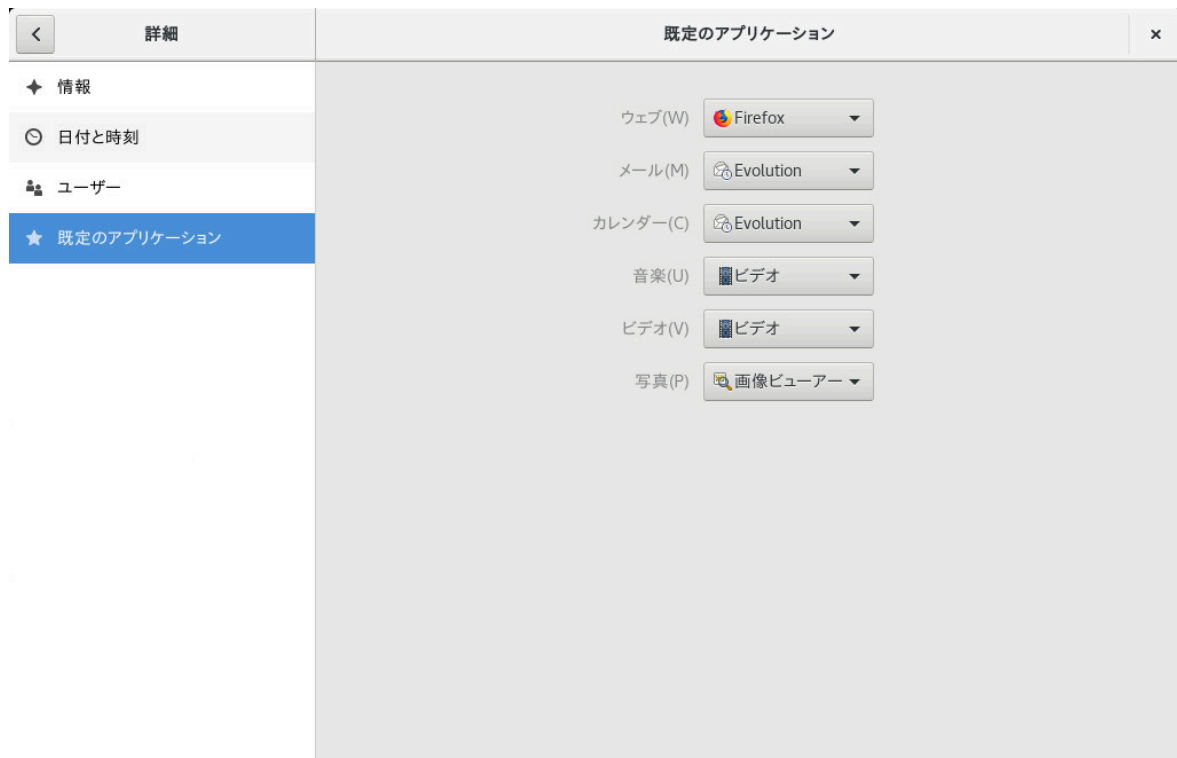 詳細
既定のアプリケーション
情報
日付と時刻
ユーザー
既定のアプリケーション
ウェブ(W) Firefox
メール(M) Evolution
カレンダー(C) Evolution
音楽(U) ビデオ
ビデオ(V) ビデオ
写真(P) 画像ビューアー